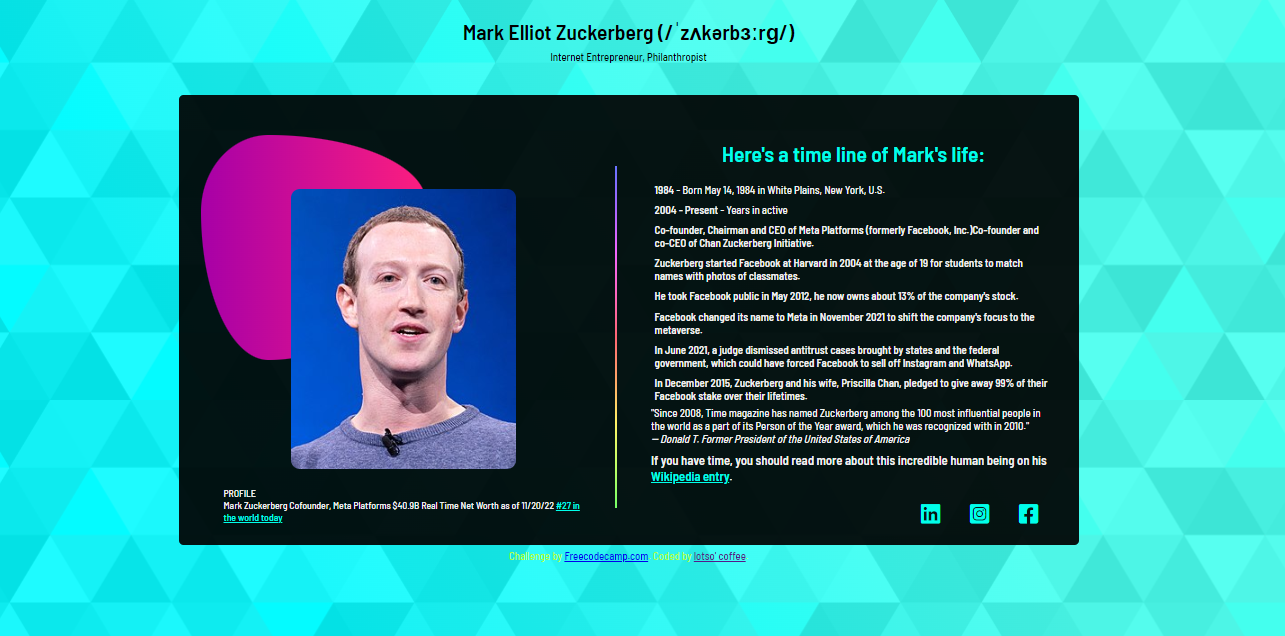 Mark Elliot Zuckerberg (/ˈzʌkərbɜːrɡ/)
Internet Entrepreneur, Philanthropist
Here's a time line of Mark's life:
1984 - Born May 14, 1984 in White Plains, New York, U.S.
2004 - Present - Years in active
Co-founder, Chairman and CEO of Meta Platforms (formerly Facebook, Inc.)Co-founder and
co-CEO of Chan Zuckerberg Initiative.
Zuckerberg started Facebook at Harvard in 2004 at the age of 19 for students to match
names with photos of classmates.
He took Facebook public in May 2012, he now owns about 13% of the company's stock.
Facebook changed its name to Meta in November 2021 to shift the company's focus to the
metaverse.
In June 2021, a judge dismissed antitrust cases brought by states and the federal
government, which could have forced Facebook to sell off Instagram and WhatsApp.
In December 2015, Zuckerberg and his wife, Priscilla Chan, pledged to give away 99% of their
Facebook stake over their lifetimes.
"Since 2008, Time magazine has named Zuckerberg among the 100 most influential people in
the world as a part of its Person of the Year award, which he was recognized with in 2010."
— Donald T. Former President of the United States of America
If you have time, you should read more about this incredible human being on his
Wikipedia entry.
PROFILE
Mark Zuckerberg Cofounder, Meta Platforms $40.9B Real Time Net Worth as of 11/20/22 #27 in
the world today
Challenge by Freecodecamp.com. Coded by lotso' coffee